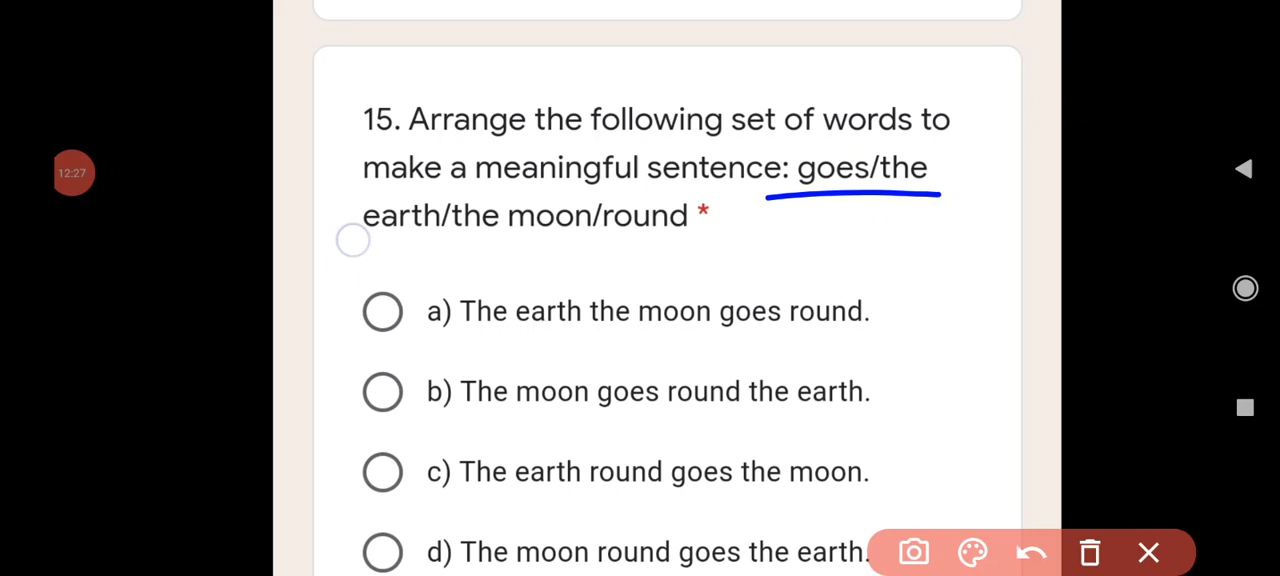 12:27
15. Arrange the following set of words to
make a meaningful sentence: goes/the
earth/the moon/round *
a) The earth the moon goes round.
b) The moon goes round the earth.
c) The earth round goes the moon.
d) The moon round goes the earth.